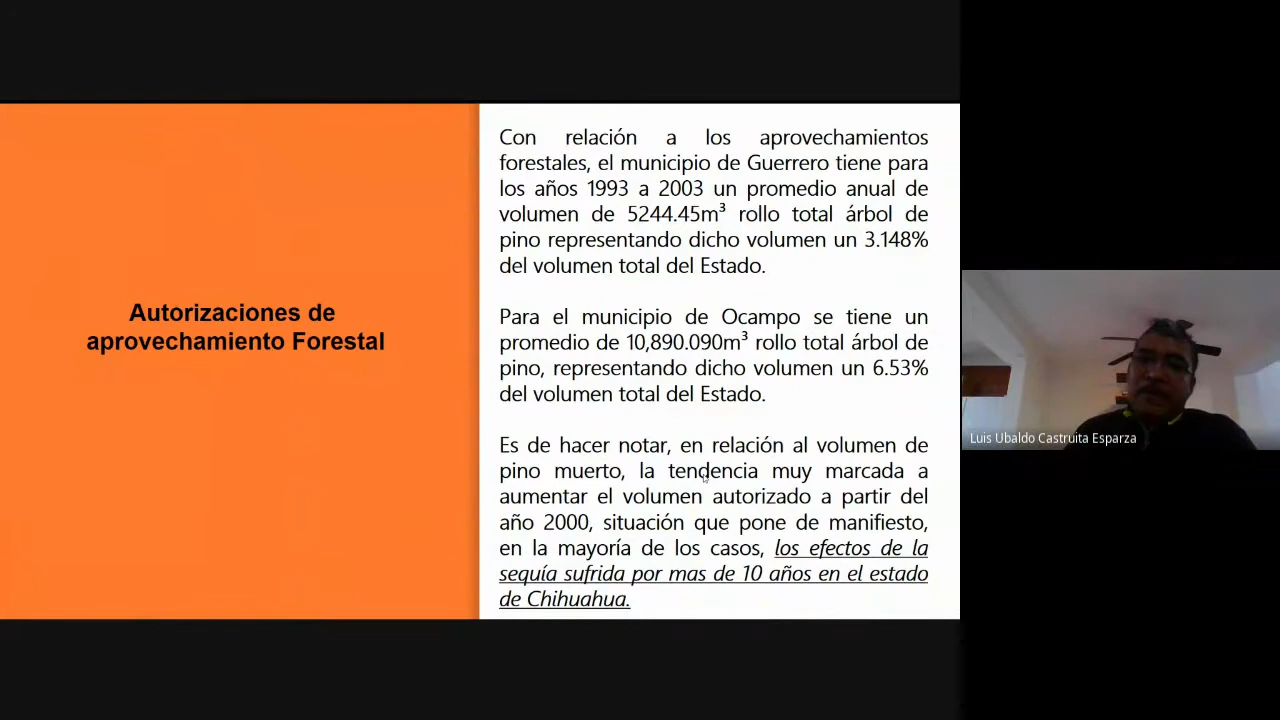 Autorizaciones de
aprovechamiento Forestal
Con relación a los aprovechamientos
forestales, el municipio de Guerrero tiene para
los años 1993 a 2003 un promedio anual de
volumen de 5244.45m³ rollo total árbol de
pino representando dicho volumen un 3.148%
del volumen total del Estado.
Para el municipio de Ocampo se tiene un
promedio de 10,890.090m³ rollo total árbol de
pino, representando dicho volumen un 6.53%
del volumen total del Estado.
Es de hacer notar, en relación al volumen de
pino muerto, la tendencia muy marcada a
aumentar el volumen autorizado a partir del
año 2000, situación que pone de manifiesto,
en la mayoría de los casos, los efectos de la
sequía sufrida por mas de 10 años en el estado
de Chihuahua.
Luis Ubaldo Castruita Esparza